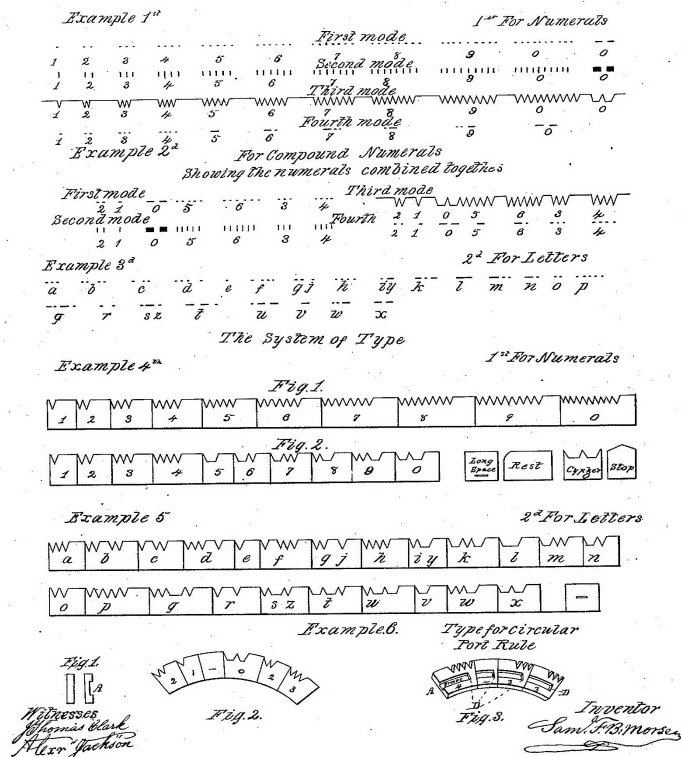 Example 1st 1st For Numerals
First mode
1 2 3 4 5 6 7 8 9 0 0
Second mode
1 2 3 4 5 6 7 8 9 0 0
Third mode
1 2 3 4 5 6 7 8 9 0 0
Fourth mode
1 2 3 4 5 6 7 8 9 0
Example 2d For Compound Numerals
Showing the numerals combined together
First mode Third mode
2 1 0 5 6 3 4
2 1 0 5 6 3 4
Second mode Fourth
2 1 0 5 6 3 4
2 1 0 5 6 3 4
Example 3d 2d For Letters
a b c d e f gj h iy k l m n o p
q r sz t u v w x
The System of Type
Example 4th 1st For Numerals
Fig. 1.
1 2 3 4 5 6 7 8 9 0
Fig. 2.
1 2 3 4 5 6 7 8 9 0 Long Space Rest Cypher Stop
Example 5 2d For Letters
a b c d e f g j h i y k l m n
o p q r s z t u v w x
Example 6. Type for circular
Port Rule
Fig. 1.
A
2 1 0 2 3
Fig. 2.
A D D
Fig. 3.
Witnesses
Thomas Clark
Alexr Jackson
Inventor
Sam. F. B. Morse